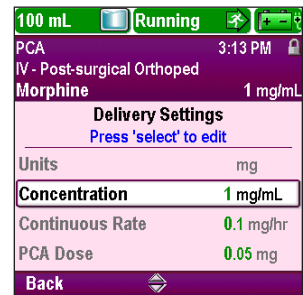 100 mL Running
PCA 3:13 PM
IV - Post-surgical Orthoped
Morphine 1 mg/mL
Delivery Settings
Press 'select' to edit
Units mg
Concentration 1 mg/mL
Continuous Rate 0.1 mg/hr
PCA Dose 0.05 mg
Back